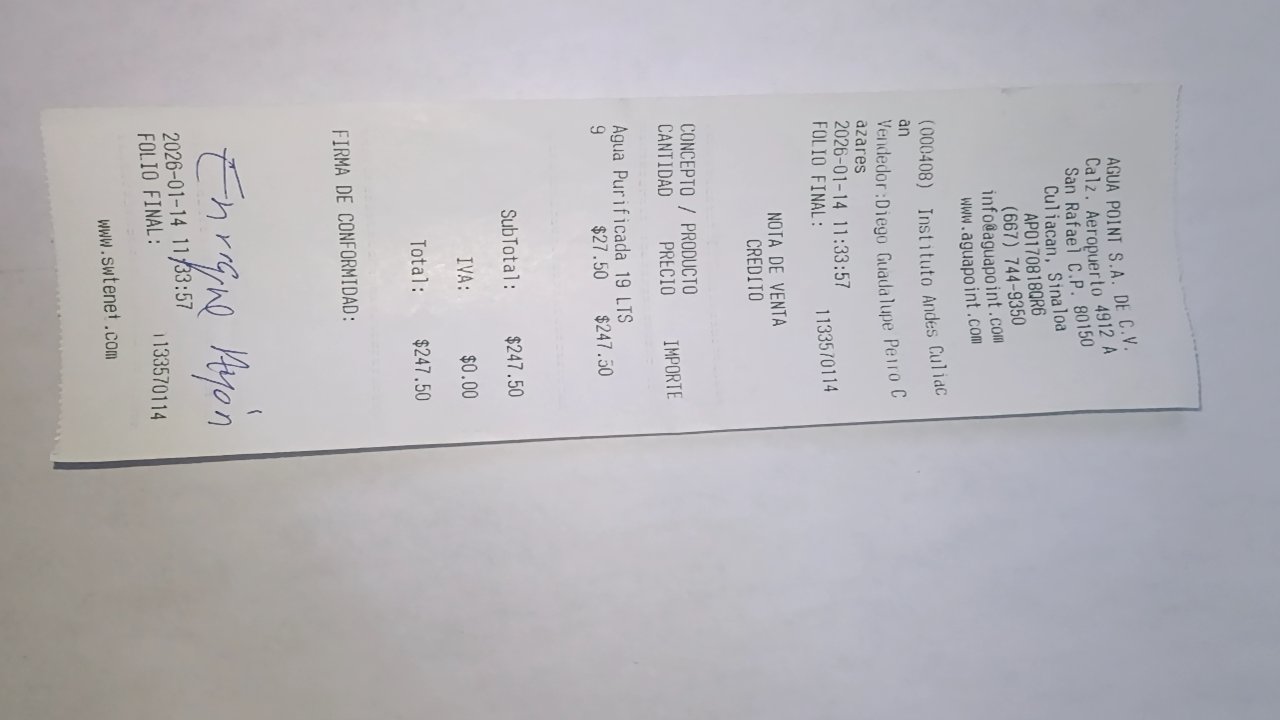 AGUA POINT S.A. DE C.V.
Calz. Aeropuerto 4912 A
San Rafael C.P. 80150
Culiacan, Sinaloa
APO170818QR6
(667) 744-9350
info@aguapoint.com
www.aguapoint.com
(000408) Instituto Andes Culiac
an
Vendedor:Diego Guadalupe Peiro C
azares
2026-01-14 11:33:57
FOLIO FINAL: 1133570114
NOTA DE VENTA
CREDITO
CONCEPTO / PRODUCTO
CANTIDAD PRECIO IMPORTE
Agua Purificada 19 LTS
9 $27.50 $247.50
SubTotal: $247.50
IVA: $0.00
Total: $247.50
FIRMA DE CONFORMIDAD:
2026-01-14 11:33:57
FOLIO FINAL: 1133570114
www.swtenet.com